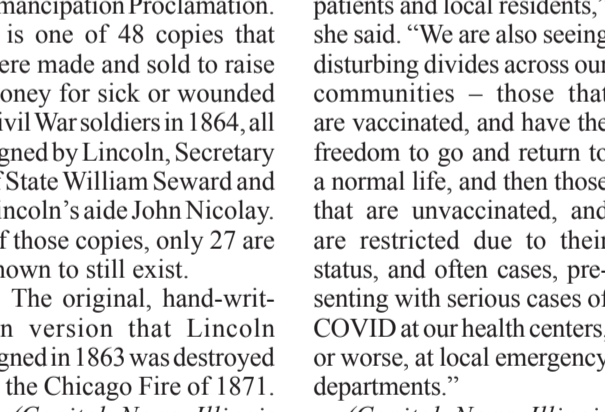 mancipation Proclamation.
is one of 48 copies that
ere made and sold to raise
oney for sick or wounded
ivil War soldiers in 1864, all
gned by Lincoln, Secretary
f State William Seward and
incoln's aide John Nicolay.
f those copies, only 27 are
nown to still exist.
The original, hand-writ-
n version that Lincoln
gned in 1863 was destroyed
the Chicago Fire of 1871.
patients and local residents,"
she said. “We are also seeing
disturbing divides across our
communities – those that
are vaccinated, and have the
freedom to go and return to
a normal life, and then those
that are unvaccinated, and
are restricted due to their
status, and often cases, pre-
senting with serious cases of
COVID at our health centers,
or worse, at local emergency
departments.”